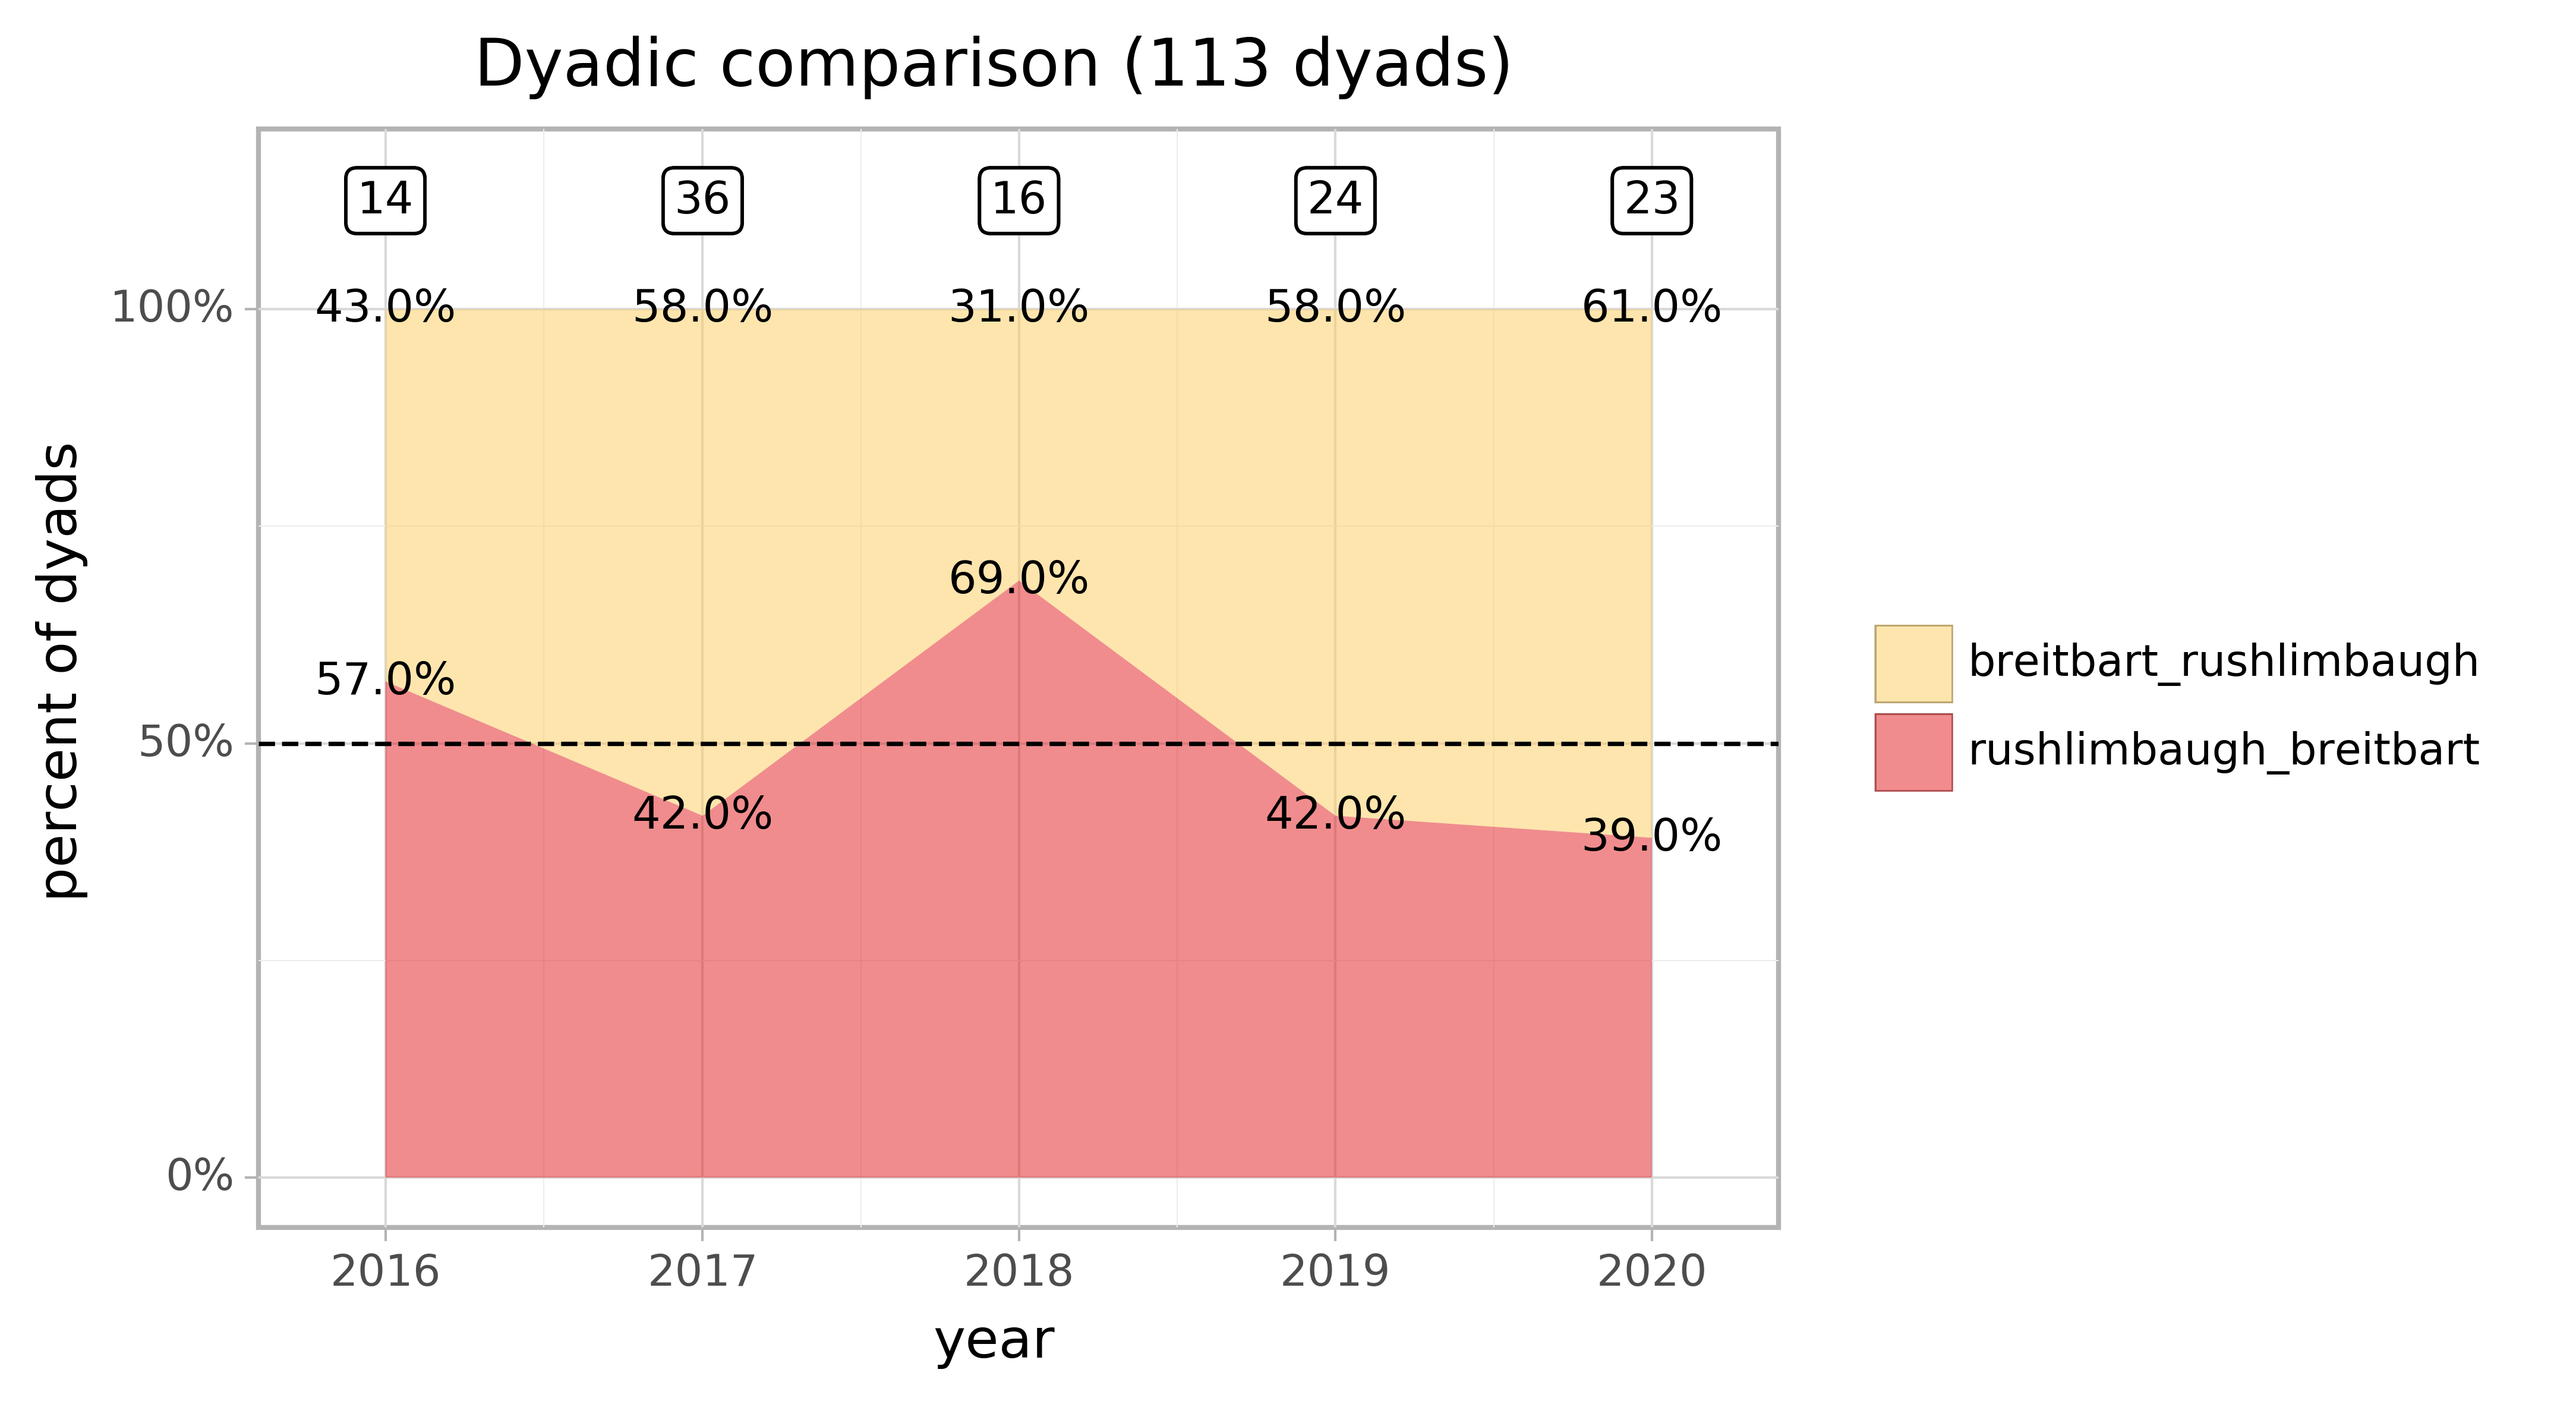 Dyadic comparison (113 dyads)
14 36 16 24 23
100% 43.0% 58.0% 31.0% 58.0% 61.0%
69.0%
57.0%
50%
42.0% 42.0% 39.0%
0%
2016 2017 2018 2019 2020
year
percent of dyads
breitbart_rushlimbaugh
rushlimbaugh_breitbart